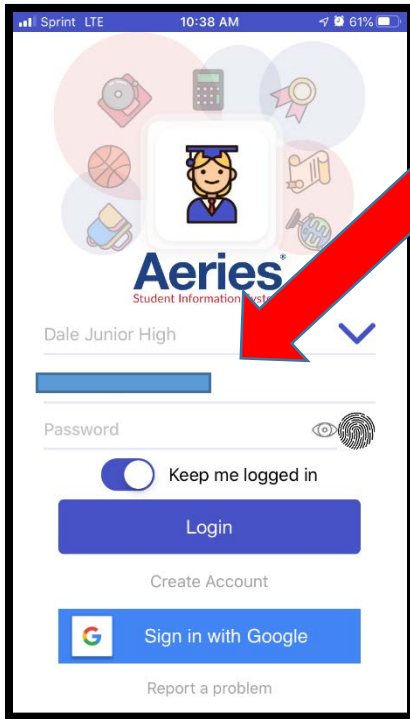 Sprint LTE 10:38 AM 61%
Aeries®
Student Information System
Dale Junior High
Password
Keep me logged in
Login
Create Account
G Sign in with Google
Report a problem